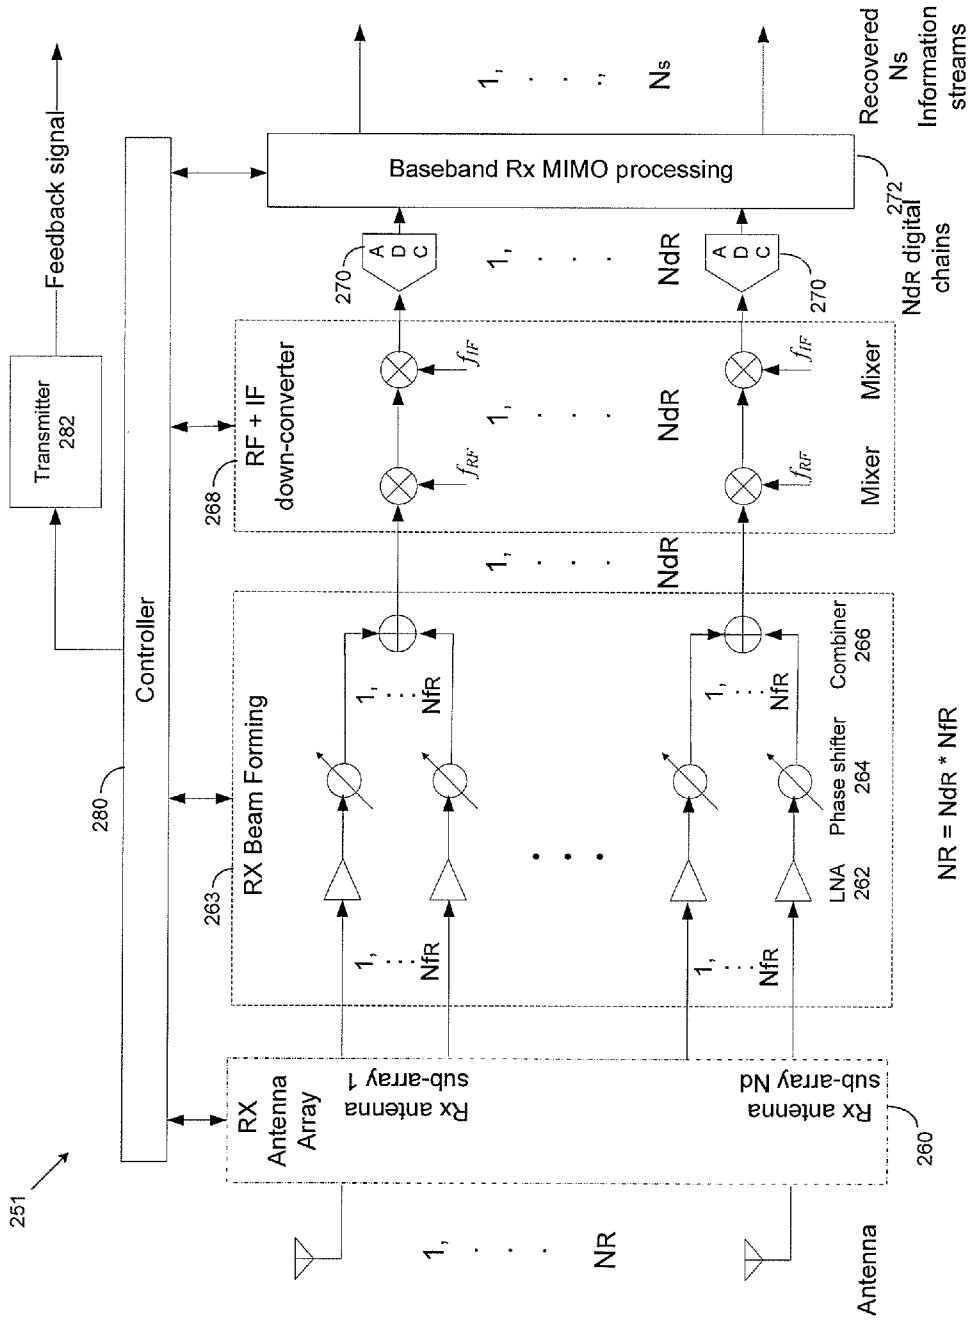 251
280
Controller
Transmitter
282
Feedback signal
Antenna
1, . . . .
NR
RX
Antenna
Array
Rx antenna
sub-array 1
Rx antenna
sub-array Nd
260
263
RX Beam Forming
1, .....
NfR
1, .....
NfR
. . .
1, .....
NfR
1, .....
NfR
LNA
262
Phase shifter
264
Combiner
266
NR = NdR * NfR
1, . . . .
NdR
268
RF + IF
down-converter
fRF
fIF
1, . . . .
NdR
fRF
fIF
Mixer
Mixer
270
A D C
1, . . . .
NdR
A D C
270
NdR digital
chains
Baseband Rx MIMO processing
272
1, . . . . ,
Ns
Recovered
Ns
Information
streams